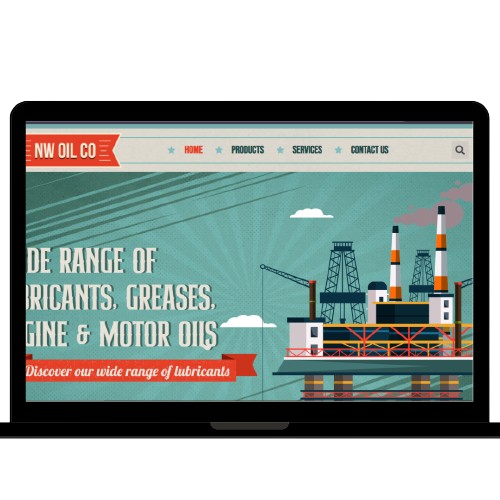 NW OIL CO
HOME PRODUCTS SERVICES CONTACT US
DE RANGE OF
BRICANTS, GREASES,
GINE & MOTOR OIL$
Discover our wide range of lubricants